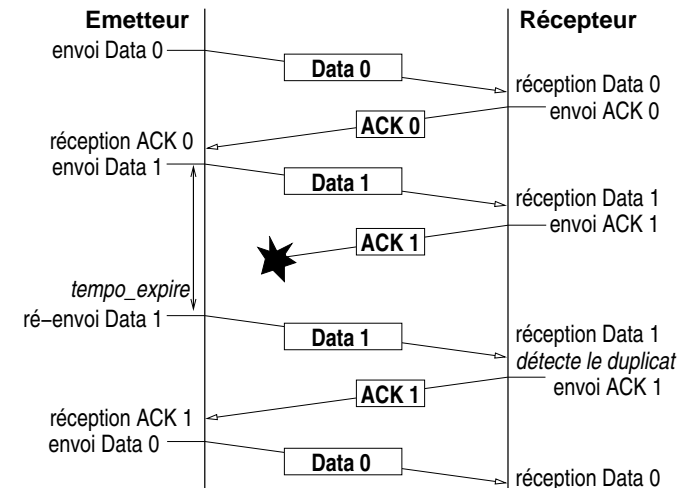 Emetteur
Récepteur
envoi Data 0
Data 0
réception Data 0
envoi ACK 0
ACK 0
réception ACK 0
envoi Data 1
Data 1
réception Data 1
envoi ACK 1
ACK 1
tempo_expire
ré−envoi Data 1
Data 1
réception Data 1
détecte le duplicat
envoi ACK 1
ACK 1
réception ACK 1
envoi Data 0
Data 0
réception Data 0